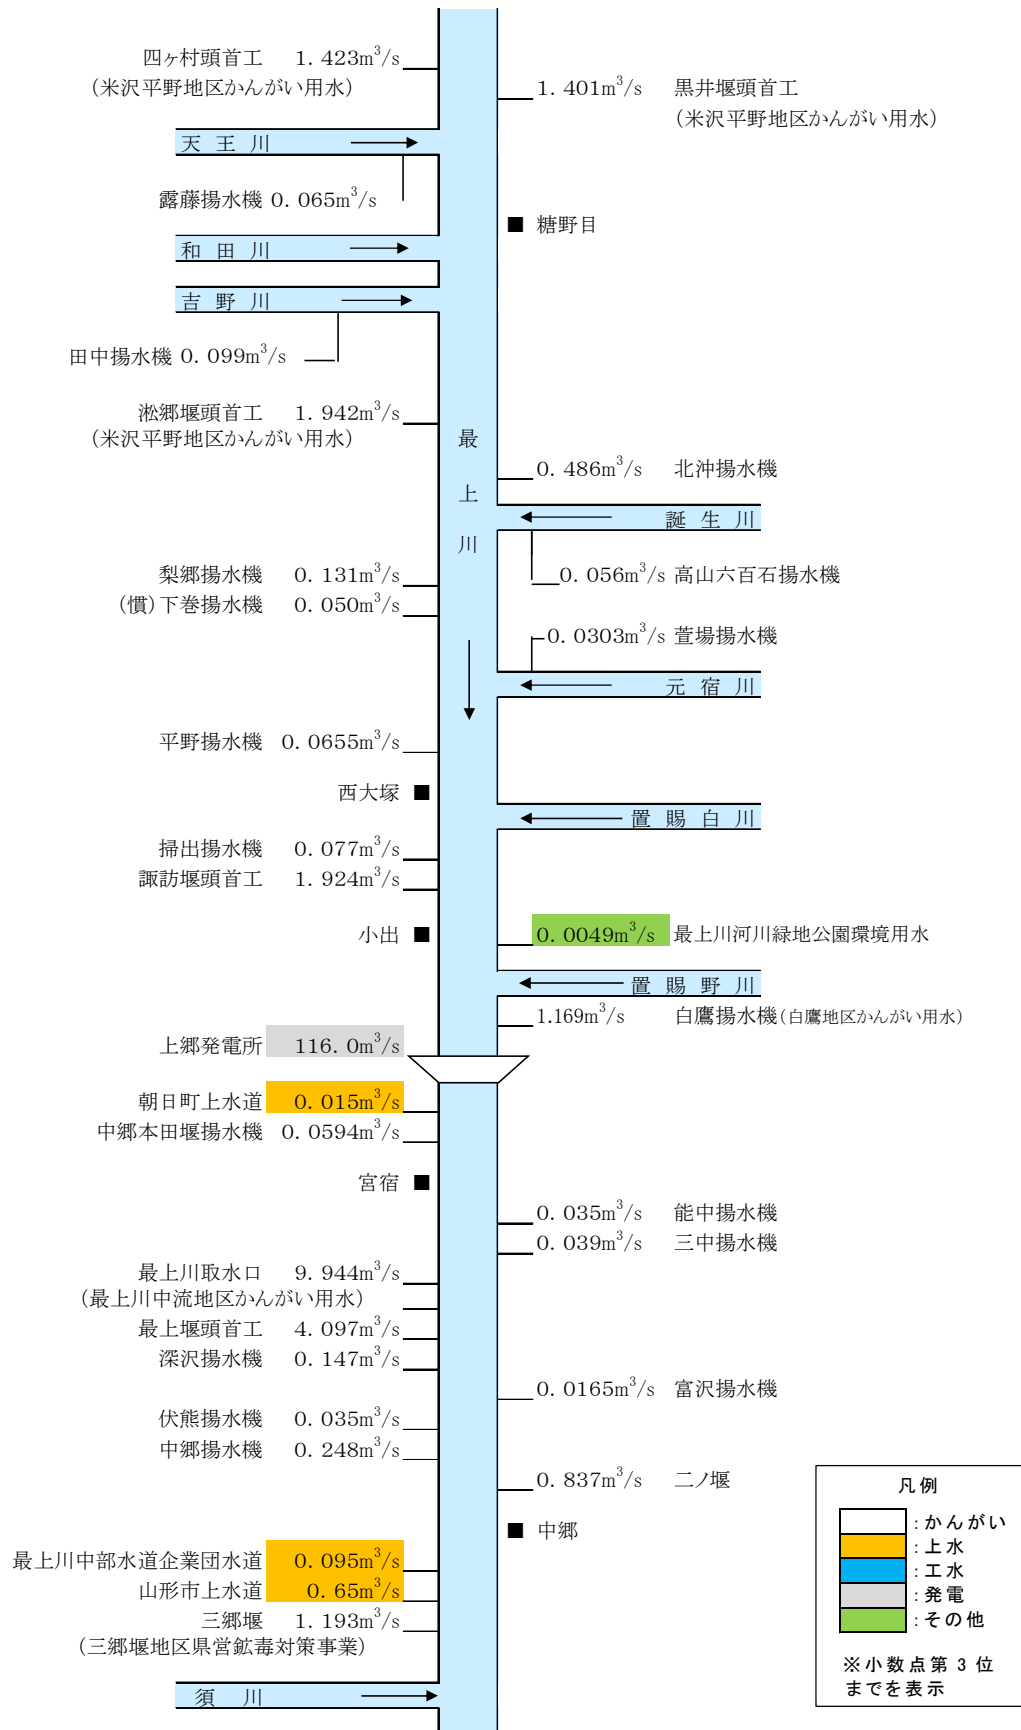 四ヶ村頭首工 1.423m³/s
(米沢平野地区かんがい用水)
1.401m³/s 黒井堰頭首工
(米沢平野地区かんがい用水)
天王川
露藤揚水機 0.065m³/s
■ 糖野目
和田川
吉野川
田中揚水機 0.099m³/s
淞郷堰頭首工 1.942m³/s
(米沢平野地区かんがい用水)
最上川
0.486m³/s 北沖揚水機
誕生川
梨郷揚水機 0.131m³/s
0.056m³/s 高山六百石揚水機
(慣)下巻揚水機 0.050m³/s
0.0303m³/s 萱場揚水機
元宿川
平野揚水機 0.0655m³/s
西大塚 ■
置賜白川
掃出揚水機 0.077m³/s
諏訪堰頭首工 1.924m³/s
小出 ■
0.0049m³/s 最上川河川緑地公園環境用水
置賜野川
1.169m³/s 白鷹揚水機(白鷹地区かんがい用水)
上郷発電所 116.0m³/s
朝日町上水道 0.015m³/s
中郷本田堰揚水機 0.0594m³/s
宮宿 ■
0.035m³/s 能中揚水機
0.039m³/s 三中揚水機
最上川取水口 9.944m³/s
(最上川中流地区かんがい用水)
最上堰頭首工 4.097m³/s
深沢揚水機 0.147m³/s
0.0165m³/s 富沢揚水機
伏熊揚水機 0.035m³/s
中郷揚水機 0.248m³/s
0.837m³/s 二ノ堰
■ 中郷
最上川中部水道企業団水道 0.095m³/s
山形市上水道 0.65m³/s
三郷堰 1.193m³/s
(三郷堰地区県営鉱毒対策事業)
須川
凡例
:かんがい
:上水
:工水
:発電
:その他
※小数点第3位
までを表示